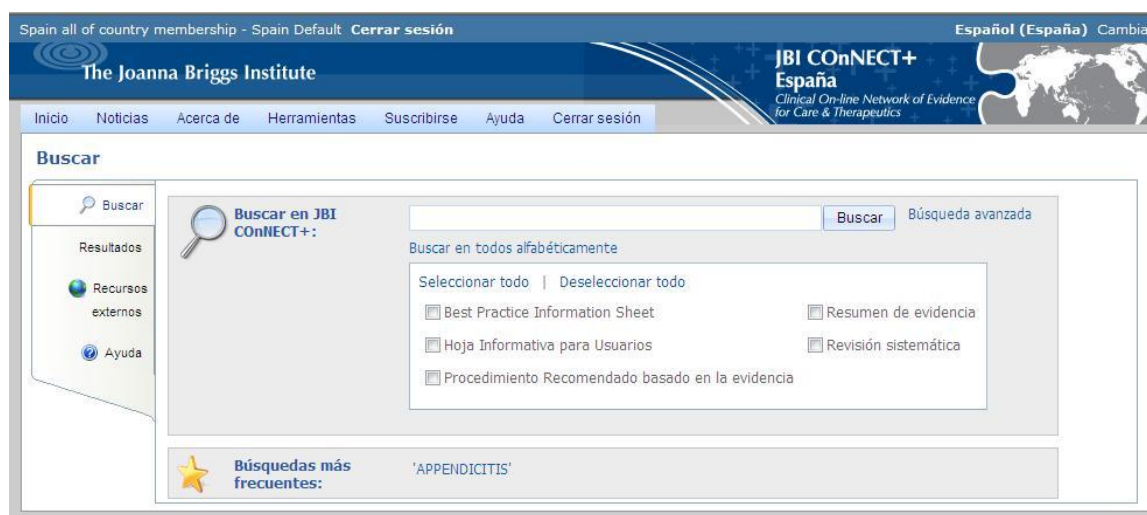 Spain all of country membership - Spain Default Cerrar sesión
Español (España) Cambia
The Joanna Briggs Institute
JBI COnNECT+
España
Clinical On-line Network of Evidence
for Care & Therapeutics
Inicio Noticias Acerca de Herramientas Suscribirse Ayuda Cerrar sesión
Buscar
Buscar
Resultados
Recursos
externos
Ayuda
Buscar en JBI
COnNECT+:
Buscar Búsqueda avanzada
Buscar en todos alfabéticamente
Seleccionar todo | Deseleccionar todo
Best Practice Information Sheet
Resumen de evidencia
Hoja Informativa para Usuarios
Revisión sistemática
Procedimiento Recomendado basado en la evidencia
Búsquedas más
frecuentes:
'APPENDICITIS'